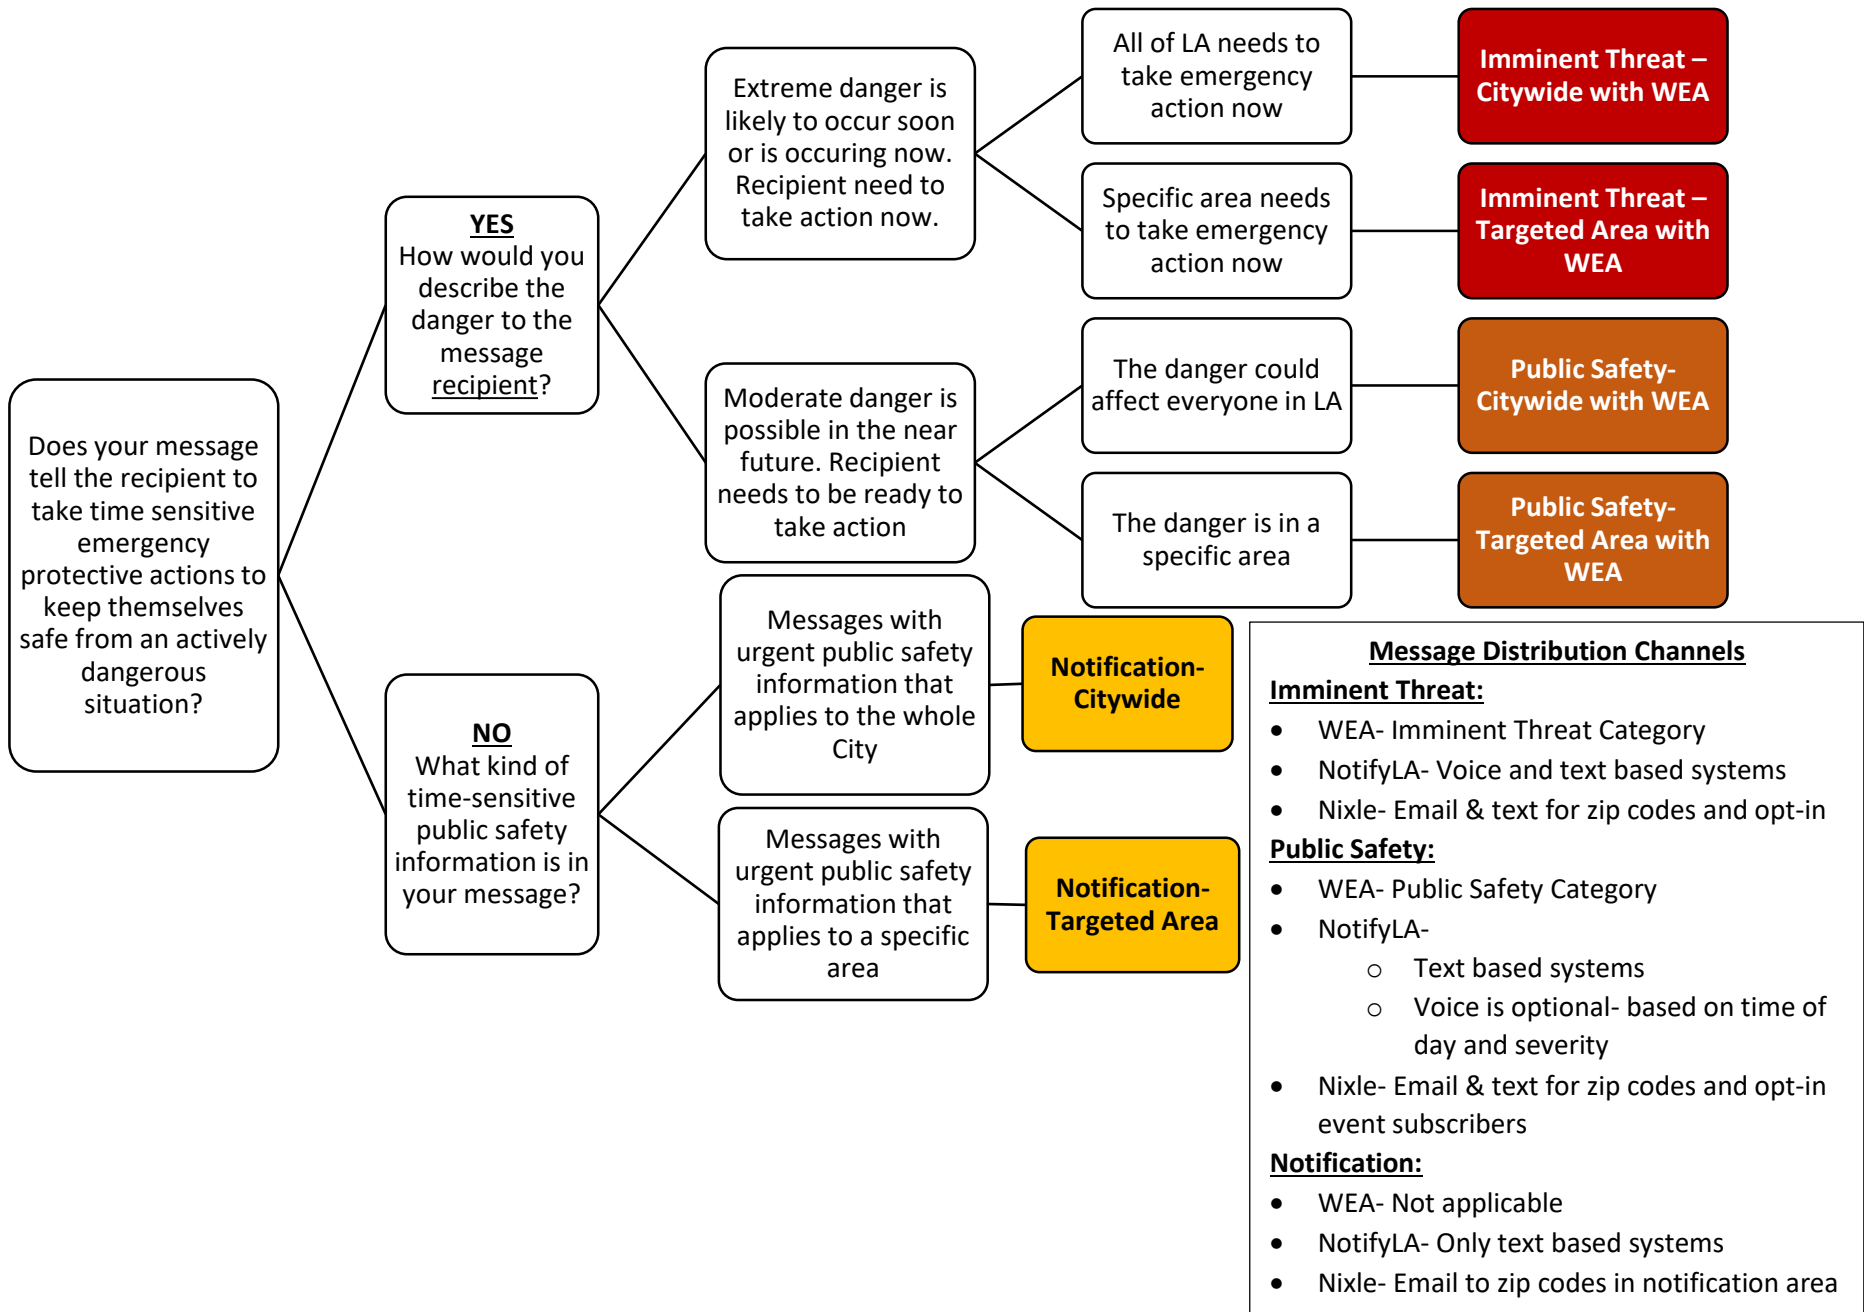 Does your message
tell the recipient to
take time sensitive
emergency
protective actions to
keep themselves
safe from an actively
dangerous
situation?
YES
How would you
describe the
danger to the
message
recipient?
Extreme danger is
likely to occur soon
or is occuring now.
Recipient need to
take action now.
All of LA needs to
take emergency
action now
Imminent Threat –
Citywide with WEA
Specific area needs
to take emergency
action now
Imminent Threat –
Targeted Area with
WEA
Moderate danger is
possible in the near
future. Recipient
needs to be ready to
take action
The danger could
affect everyone in LA
Public Safety-
Citywide with WEA
The danger is in a
specific area
Public Safety-
Targeted Area with
WEA
NO
What kind of
time-sensitive
public safety
information is in
your message?
Messages with
urgent public safety
information that
applies to the whole
City
Notification-
Citywide
Messages with
urgent public safety
information that
applies to a specific
area
Notification-
Targeted Area
Message Distribution Channels
Imminent Threat:
• WEA- Imminent Threat Category
• NotifyLA- Voice and text based systems
• Nixle- Email & text for zip codes and opt-in
Public Safety:
• WEA- Public Safety Category
• NotifyLA-
o Text based systems
o Voice is optional- based on time of
day and severity
• Nixle- Email & text for zip codes and opt-in
event subscribers
Notification:
• WEA- Not applicable
• NotifyLA- Only text based systems
• Nixle- Email to zip codes in notification area